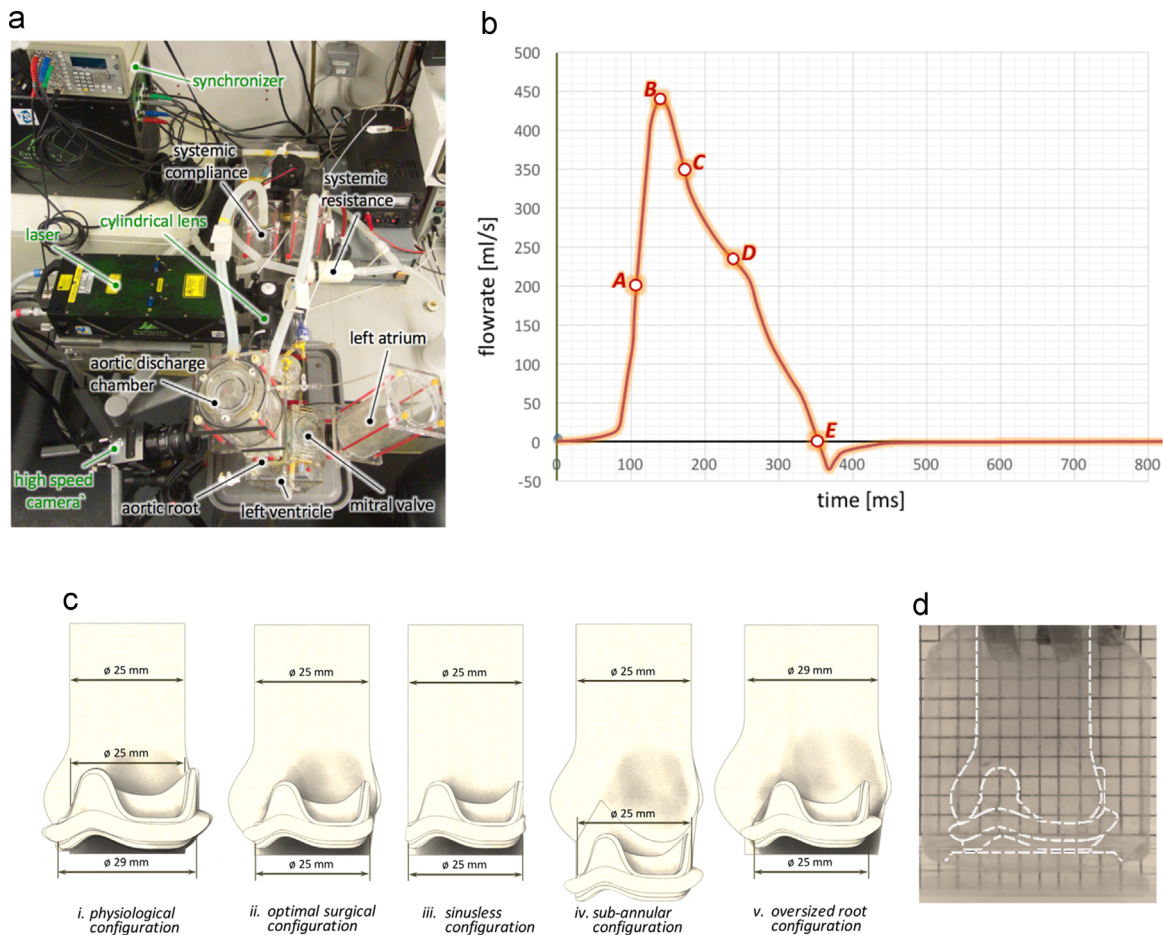 a
synchronizer
systemic
compliance
systemic
resistance
cylindrical lens
laser
left atrium
aortic discharge
chamber
high speed
camera`
aortic root
left ventricle
mitral valve
b
flowrate [ml/s]
500
450
400
350
300
250
200
150
100
50
0
-50
A
B
C
D
E
0
100
200
300
400
500
600
700
800
time [ms]
c
ø 25 mm
ø 25 mm
ø 29 mm
i. physiological
configuration
ø 25 mm
ø 25 mm
ii. optimal surgical
configuration
ø 25 mm
ø 25 mm
iii. sinusless
configuration
ø 25 mm
ø 25 mm
iv. sub-annular
configuration
ø 29 mm
ø 25 mm
v. oversized root
configuration
d